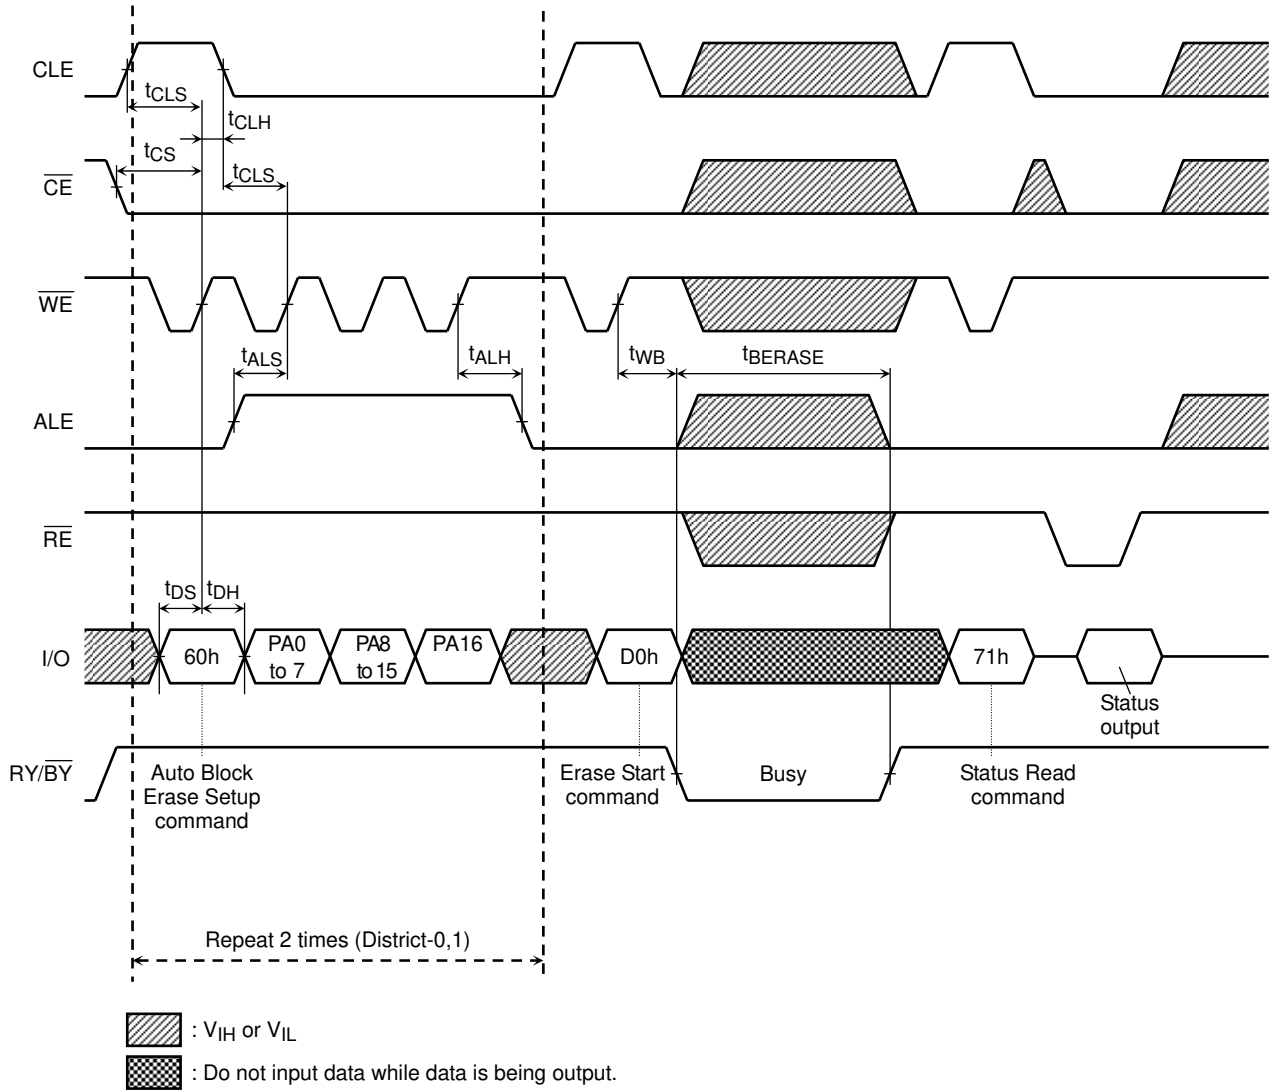 CLE
tCLS
tCLH
tCS
CE
tCLS
WE
tALS
tALH
tWB
tBERASE
ALE
RE
tDS
tDH
I/O
60h
PA0
to 7
PA8
to 15
PA16
D0h
71h
Status
output
RY/BY
Auto Block
Erase Setup
command
Erase Start
command
Busy
Status Read
command
Repeat 2 times (District-0,1)
: VIH or VIL
: Do not input data while data is being output.